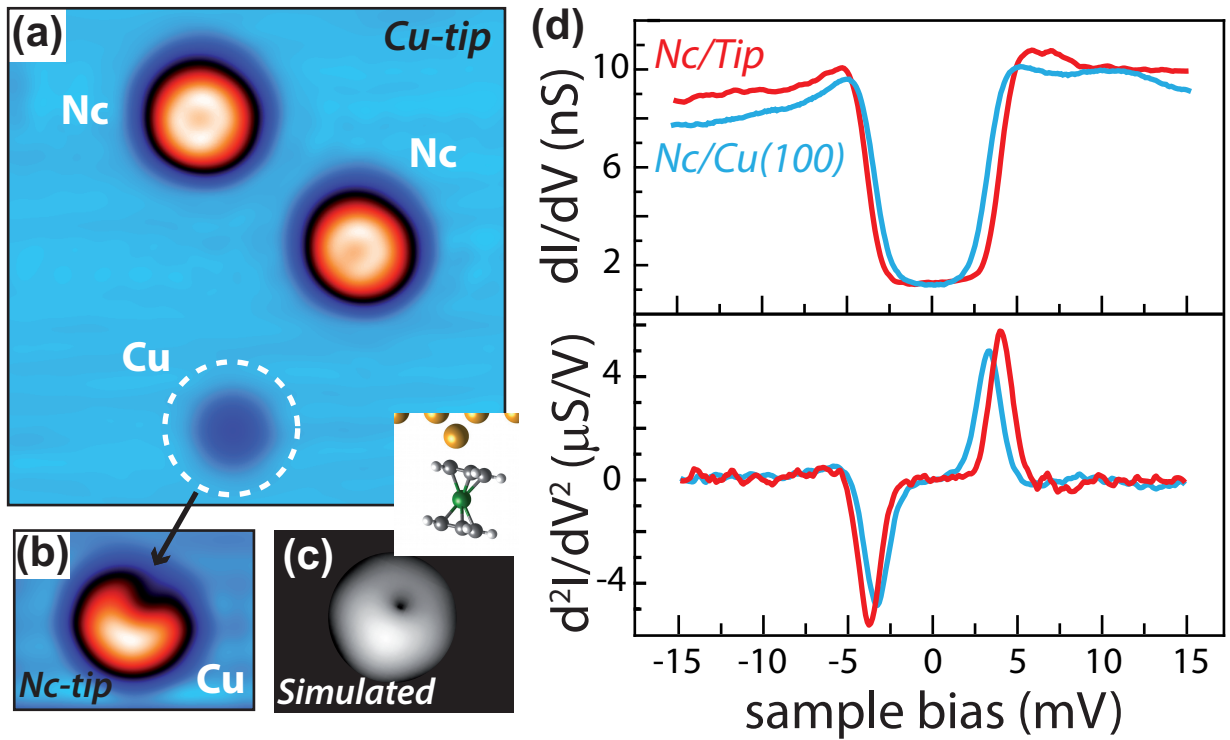 (a)
Cu-tip
Nc
Nc
Cu
(b)
Nc-tip
Cu
(c)
Simulated
(d)
Nc/Tip
Nc/Cu(100)
dI/dV (nS)
10
6
2
d²I/dV² (µS/V)
4
0
-4
-15 -10 -5 0 5 10 15
sample bias (mV)